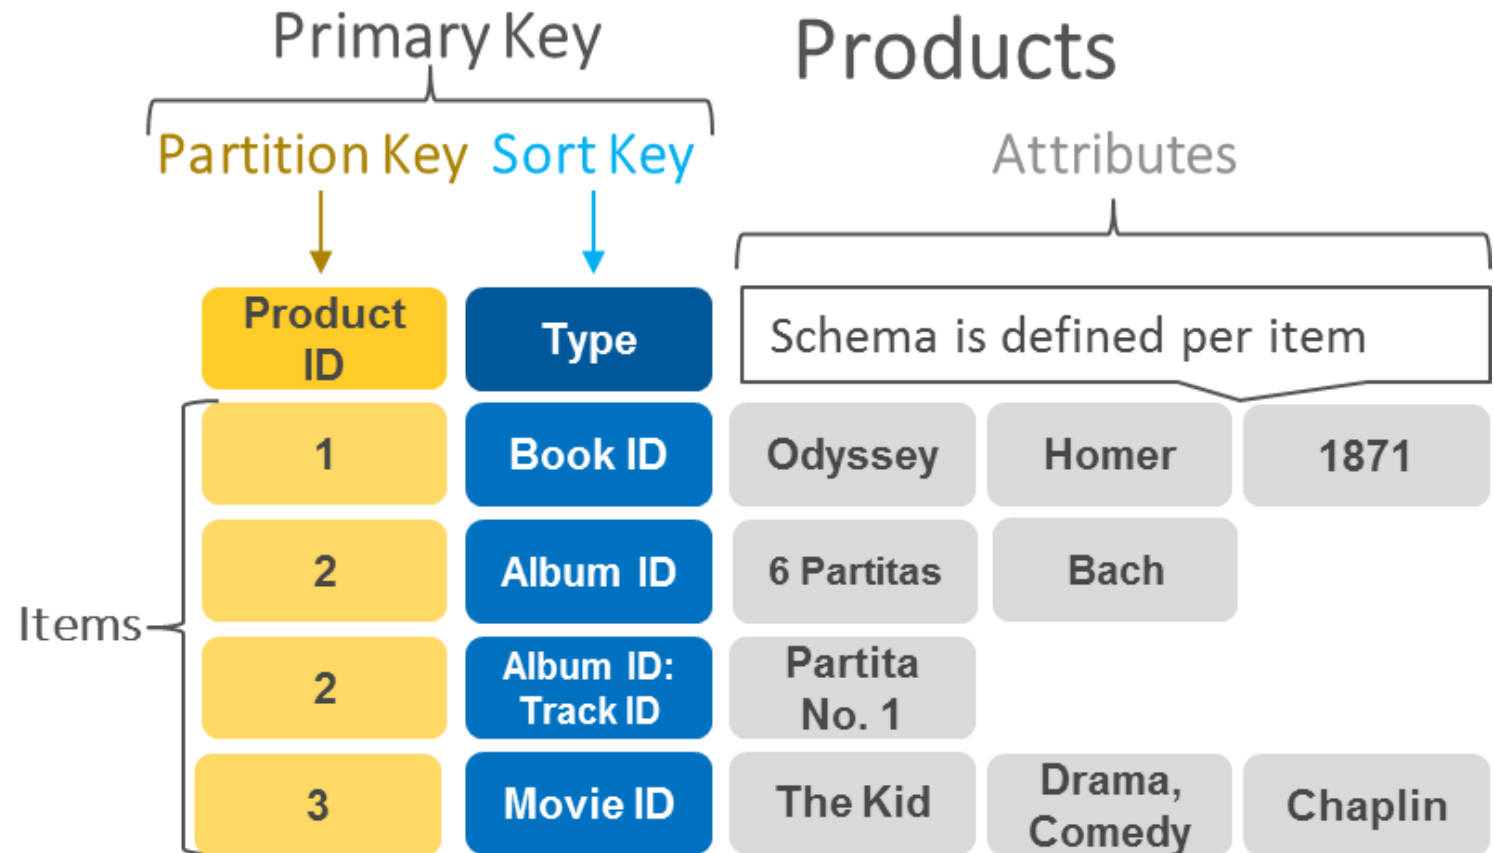 Primary Key
Products
Partition Key
Sort Key
Attributes
Product
ID
Type
Schema is defined per item
Items
1
Book ID
Odyssey
Homer
1871
2
Album ID
6 Partitas
Bach
2
Album ID:
Track ID
Partita
No. 1
3
Movie ID
The Kid
Drama,
Comedy
Chaplin